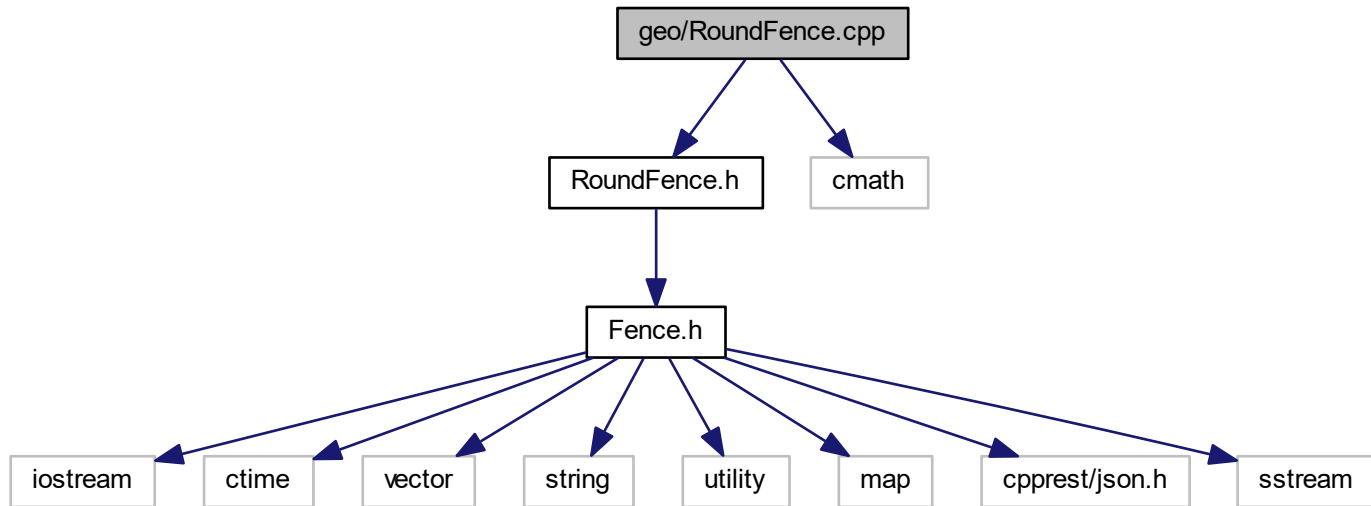 geo/RoundFence.cpp
RoundFence.h
cmath
Fence.h
iostream
ctime
vector
string
utility
map
cpprest/json.h
sstream